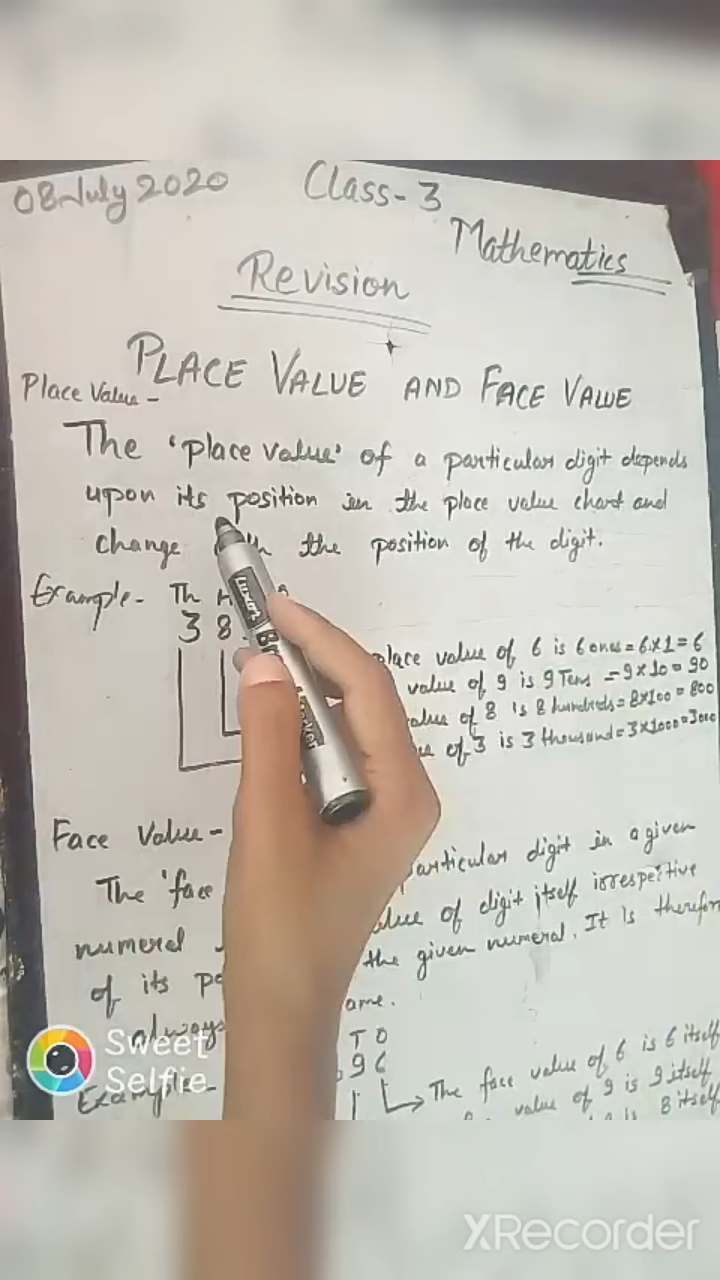 08 July 2020 Class-3
Mathematics
Revision
PLACE VALUE AND FACE VALUE
Place Value -
The 'place value' of a particular digit depends
upon its position in the place value chart and
change the position of the digit.
Example- Th H
3 8
place value of 6 is 6 ones = 6×1 = 6
value of 9 is 9 Tens = 9×10 = 90
value of 8 is 8 hundreds = 8×100 = 800
of 3 is 3 thousand = 3×1000 = 3000
Face Value-
The 'face particular digit in a given
numeral value of digit itself irrespective
of its the given numeral. It is therefor
always ame.
T O
Example- 9 6
The face value of 6 is 6 itself
value of 9 is 9 itself
is 8 itself
Sweet
Selfie
XRecorder